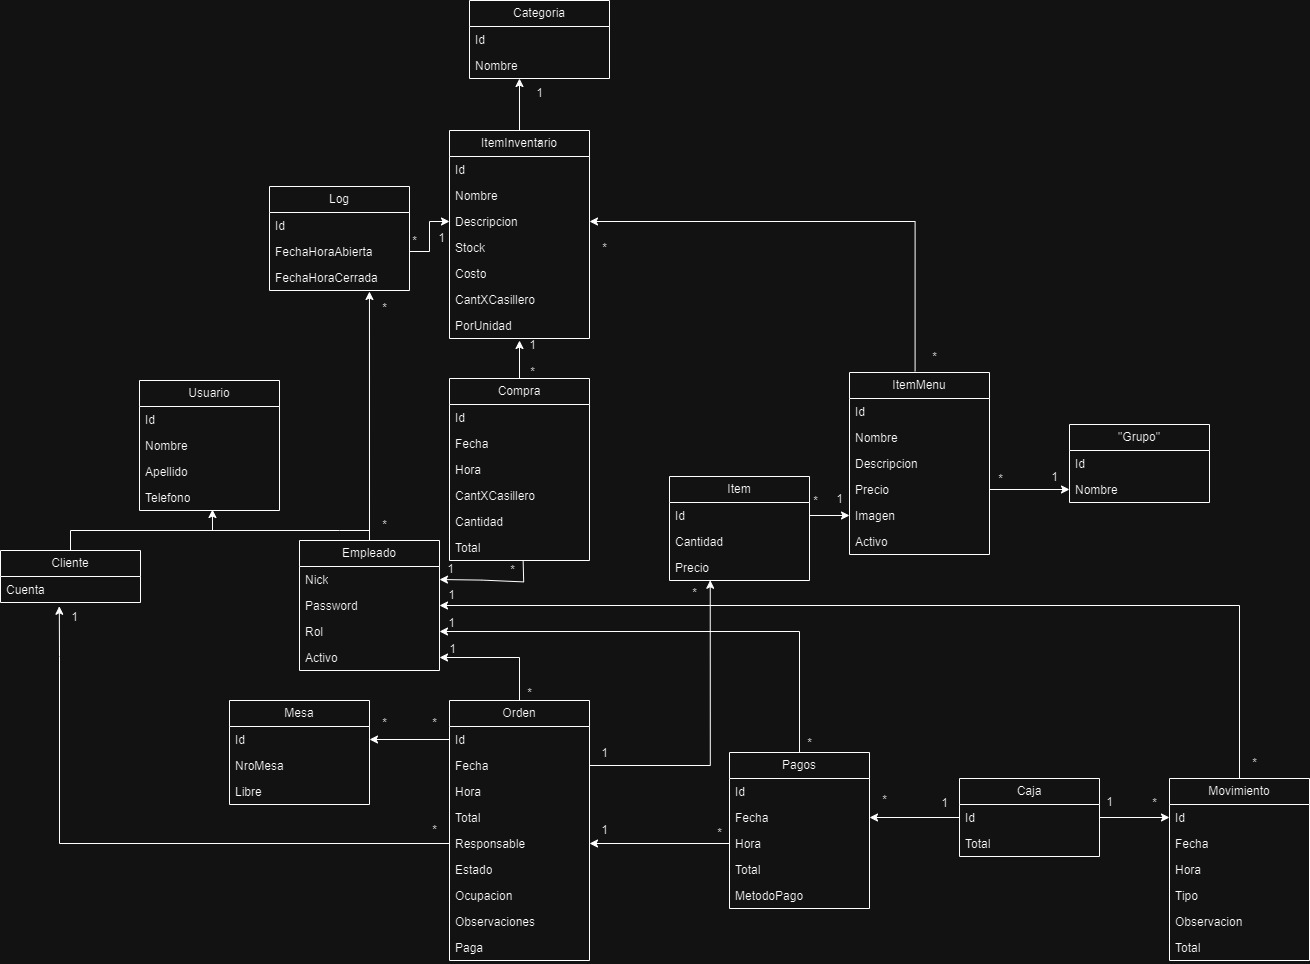 Categoria
Id
Nombre
1
ItemInventario
Id
Nombre
Descripcion
Stock
Costo
CantXCasillero
PorUnidad
Log
Id
FechaHoraAbierta
FechaHoraCerrada
*
1
*
*
*
1
*
Compra
Id
Fecha
Hora
CantXCasillero
Cantidad
Total
Usuario
Id
Nombre
Apellido
Telefono
ItemMenu
Id
Nombre
Descripcion
Precio
Imagen
Activo
"Grupo"
Id
Nombre
*
1
Item
Id
Cantidad
Precio
*
1
*
Cliente
Cuenta
1
*
Empleado
Nick
Password
Rol
Activo
1
*
1
1
1
*
Mesa
Id
NroMesa
Libre
*
*
Orden
Id
Fecha
Hora
Total
Responsable
Estado
Ocupacion
Observaciones
Paga
*
1
1
*
*
Pagos
Id
Fecha
Hora
Total
MetodoPago
*
1
Caja
Id
Total
1
*
*
Movimiento
Id
Fecha
Hora
Tipo
Observacion
Total